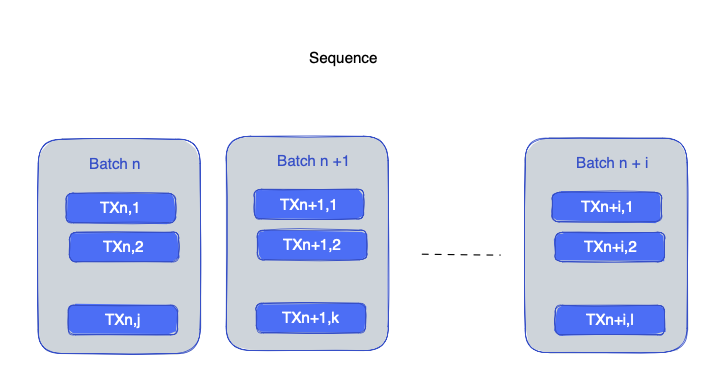 Sequence
Batch n
TXn,1
TXn,2
TXn,j
Batch n +1
TXn+1,1
TXn+1,2
TXn+1,k
Batch n + i
TXn+i,1
TXn+i,2
TXn+i,l